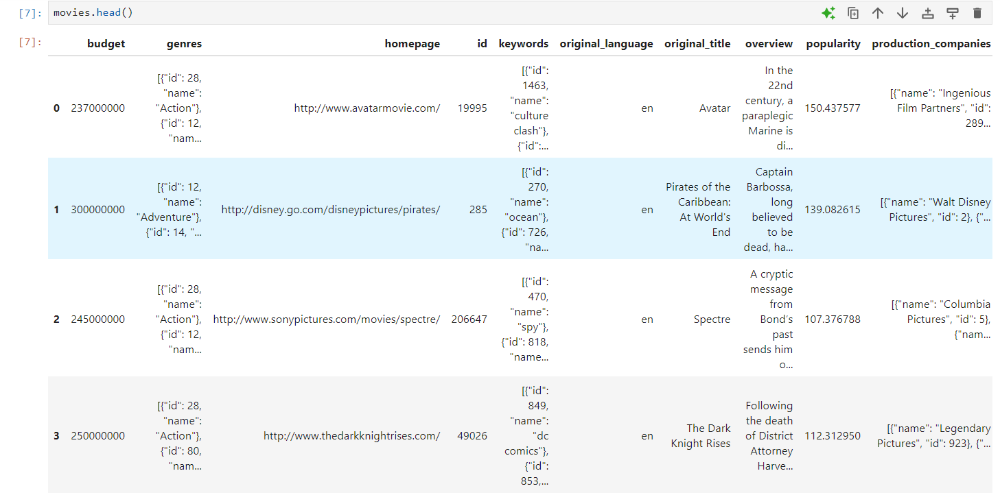 [7]: movies.head()
[7]:
budget genres homepage id keywords original_language original_title overview popularity production_companies
0 237000000 [{"id": 28, "name": "Action"}, {"id": 12, "nam... http://www.avatarmovie.com/ 19995 [{"id": 1463, "name": "culture clash"}, {"id":... en Avatar In the 22nd century, a paraplegic Marine is di... 150.437577 [{"name": "Ingenious Film Partners", "id": 289...
1 300000000 [{"id": 12, "name": "Adventure"}, {"id": 14, "... http://disney.go.com/disneypictures/pirates/ 285 [{"id": 270, "name": "ocean"}, {"id": 726, "na... en Pirates of the Caribbean: At World's End Captain Barbossa, long believed to be dead, ha... 139.082615 [{"name": "Walt Disney Pictures", "id": 2}, {"...
2 245000000 [{"id": 28, "name": "Action"}, {"id": 12, "nam... http://www.sonypictures.com/movies/spectre/ 206647 [{"id": 470, "name": "spy"}, {"id": 818, "name... en Spectre A cryptic message from Bond's past sends him o... 107.376788 [{"name": "Columbia Pictures", "id": 5}, {"nam...
3 250000000 [{"id": 28, "name": "Action"}, {"id": 80, "nam... http://www.thedarkknightrises.com/ 49026 [{"id": 849, "name": "dc comics"}, {"id": 853,... en The Dark Knight Rises Following the death of District Attorney Harve... 112.312950 [{"name": "Legendary Pictures", "id": 923}, {"...